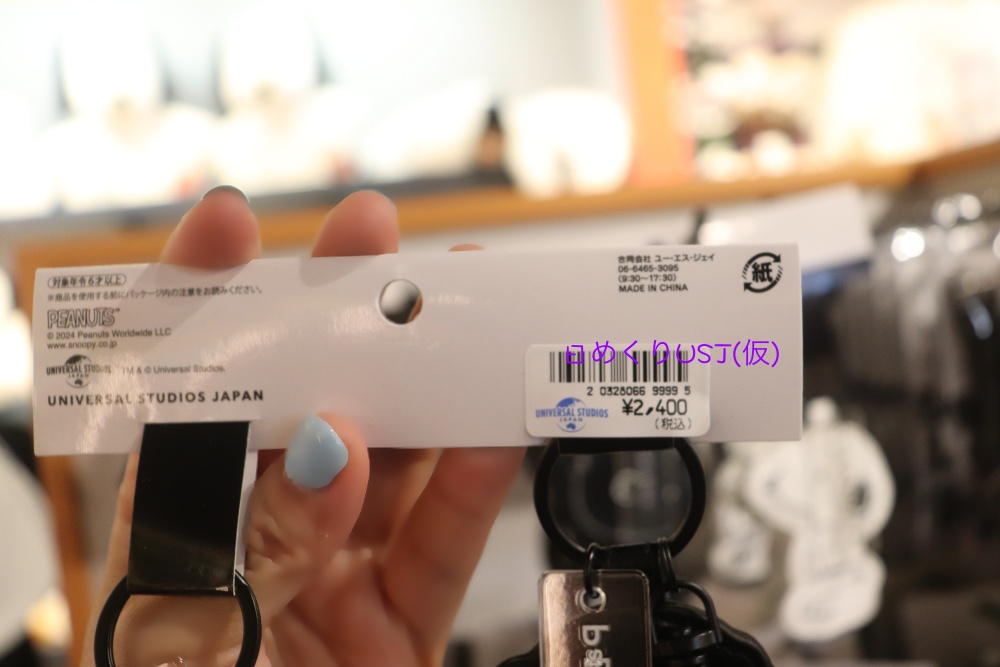 対象年令6才以上
※商品を使用する前にパッケージ内の注意をお読みください。
PEANUTS™
© 2024 Peanuts Worldwide LLC
www.snoopy.co.jp
UNIVERSAL STUDIOS
TM & © Universal Studios.
UNIVERSAL STUDIOS JAPAN
合同会社 ユー・エス・ジェイ
06-6465-3095
(9:30～17:30)
MADE IN CHINA
紙
日めくりUSJ(仮)
2 0328066 9999 5
UNIVERSAL STUDIOS
JAPAN
¥2,400
(税込)